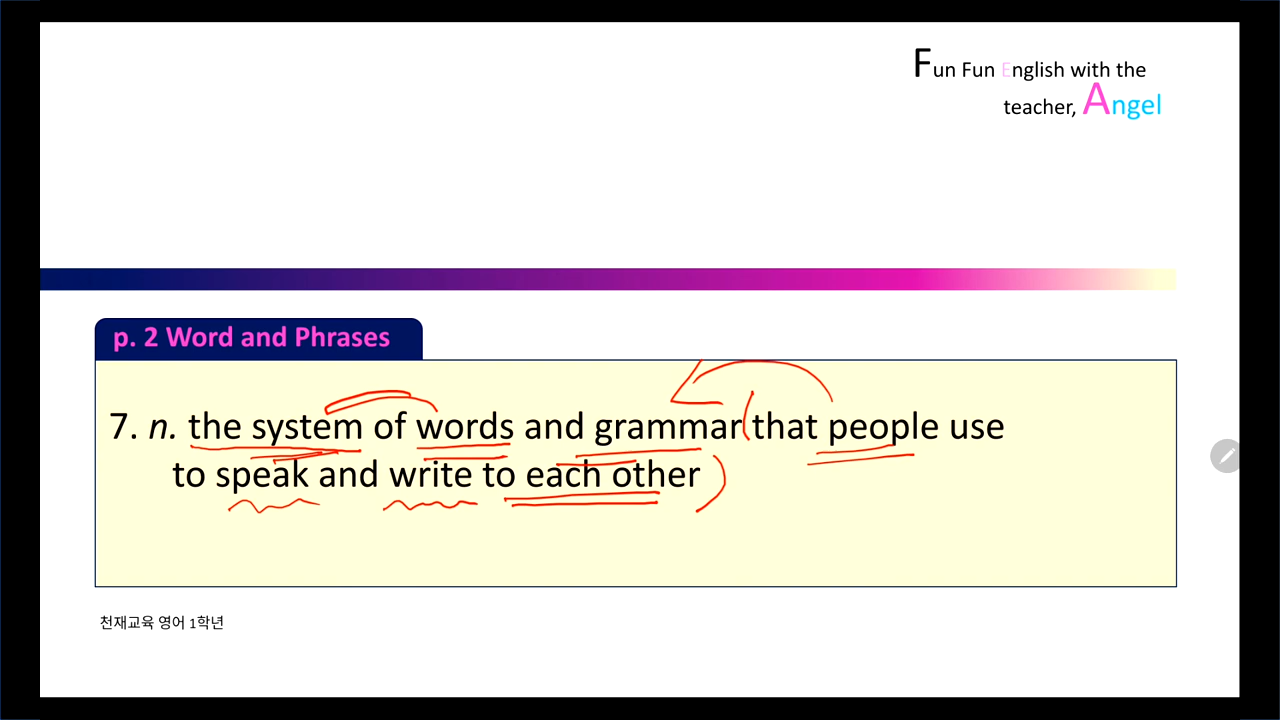 Fun Fun English with the
teacher, Angel
p. 2 Word and Phrases
7. n. the system of words and grammar that people use
to speak and write to each other
천재교육 영어 1학년